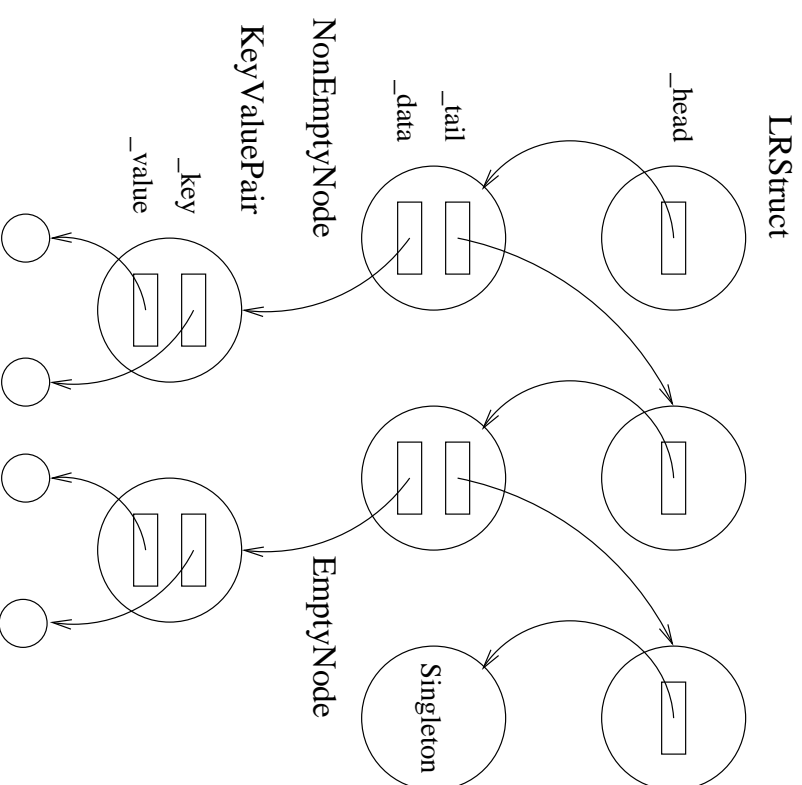 LRStruct
_head
_tail
_data
NonEmptyNode
EmptyNode
Singleton
KeyValuePair
_key
_value